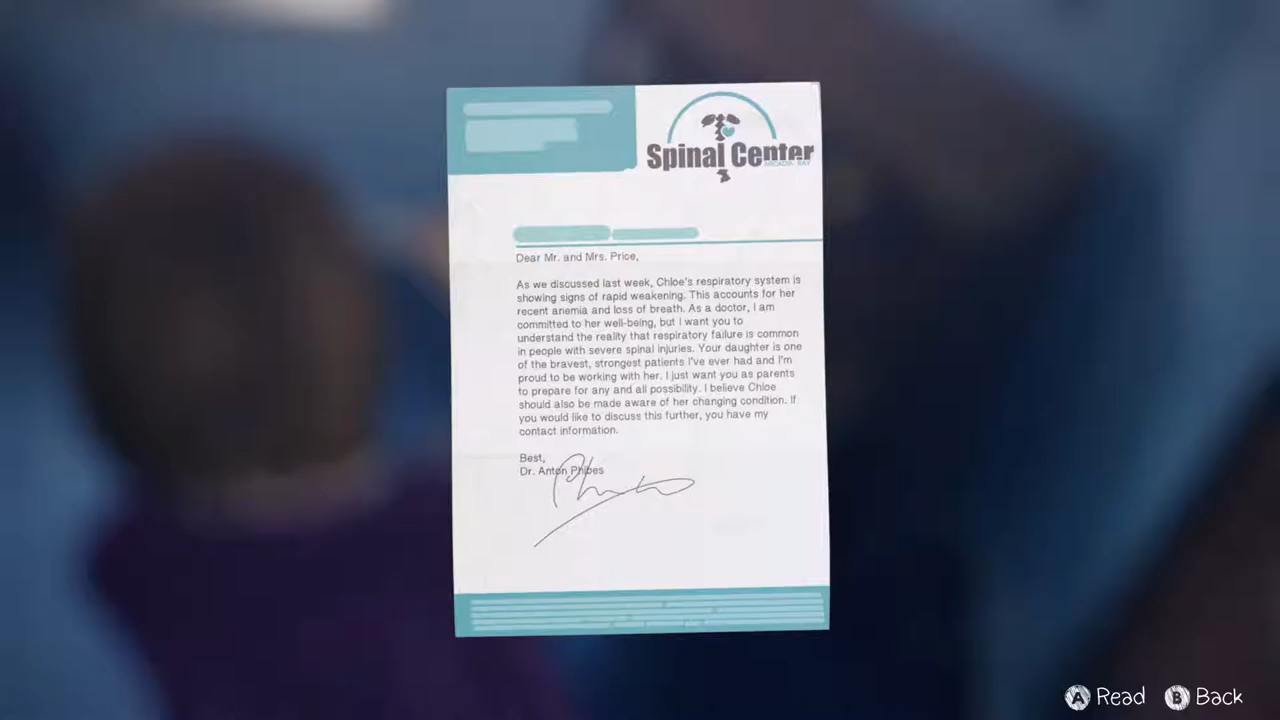 Spinal Center
ARCADIA BAY
Dear Mr. and Mrs. Price,
As we discussed last week, Chloe's respiratory system is
showing signs of rapid weakening. This accounts for her
recent anemia and loss of breath. As a doctor, I am
committed to her well-being, but I want you to
understand the reality that respiratory failure is common
in people with severe spinal injuries. Your daughter is one
of the bravest, strongest patients I've ever had and I'm
proud to be working with her. I just want you as parents
to prepare for any and all possibility. I believe Chloe
should also be made aware of her changing condition. If
you would like to discuss this further, you have my
contact information.
Best,
Dr. Anton Phibes
A Read B Back